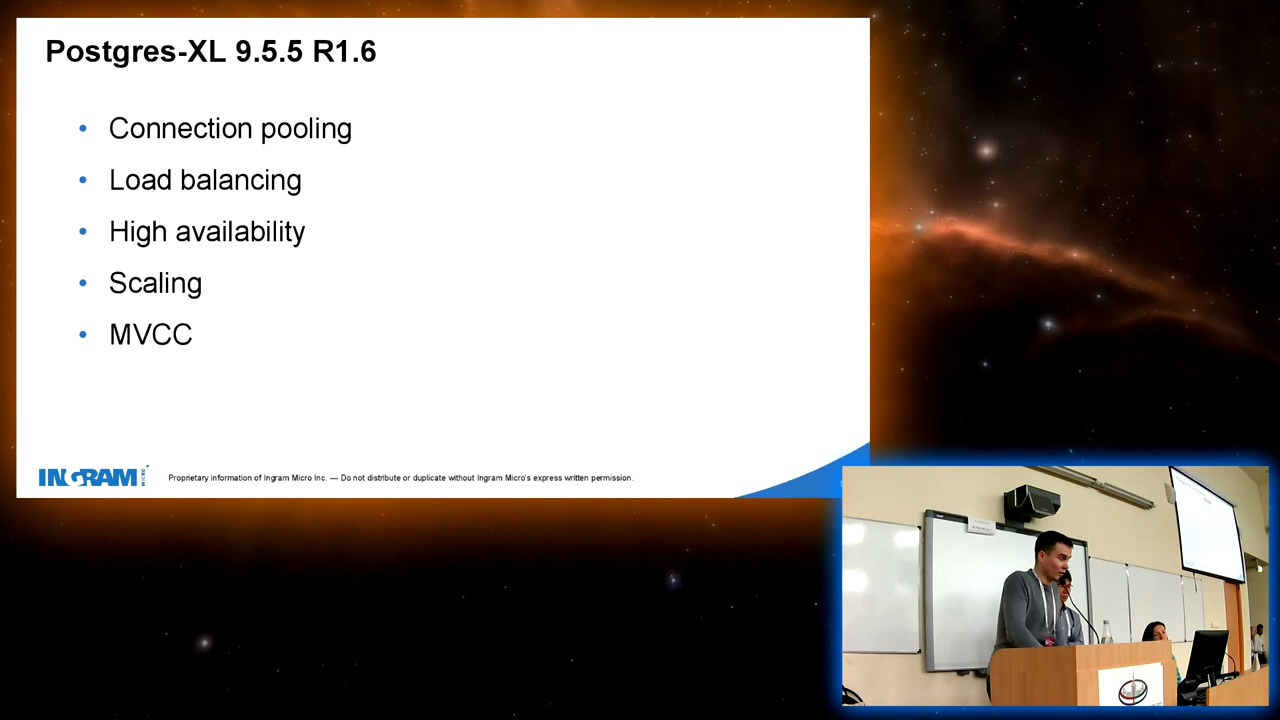 Postgres-XL 9.5.5 R1.6
• Connection pooling
• Load balancing
• High availability
• Scaling
• MVCC
INGRAM MICRO
Proprietary information of Ingram Micro Inc. — Do not distribute or duplicate without Ingram Micro's express written permission.